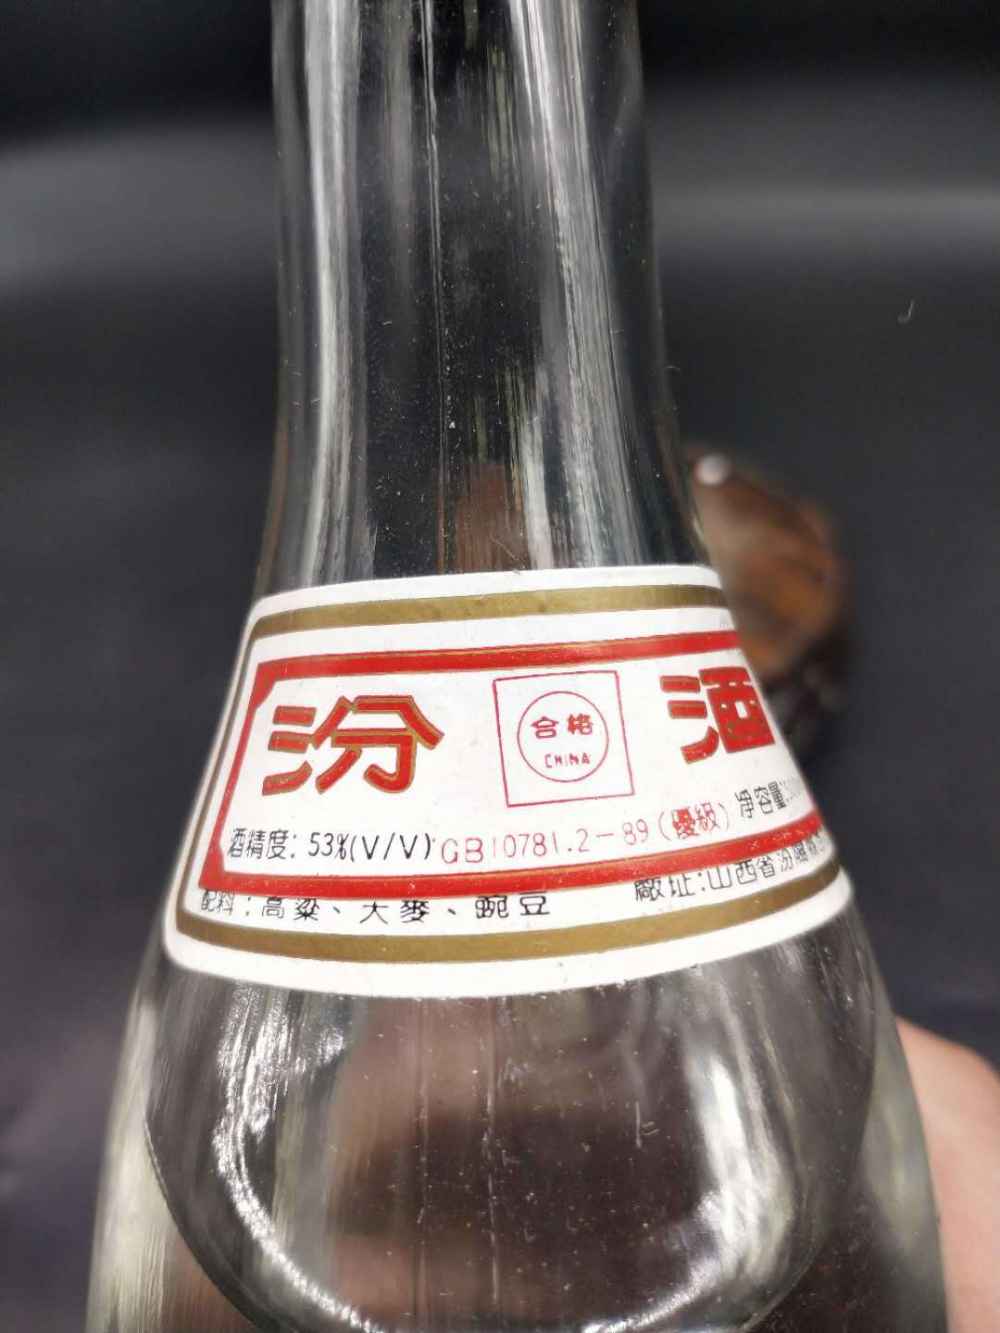 汾 酒
合格
CHINA
酒精度: 53%(V/V) GB10781.2-89(優級) 净容量:
配料:高粱、大麥、豌豆 廠址:山西省汾陽